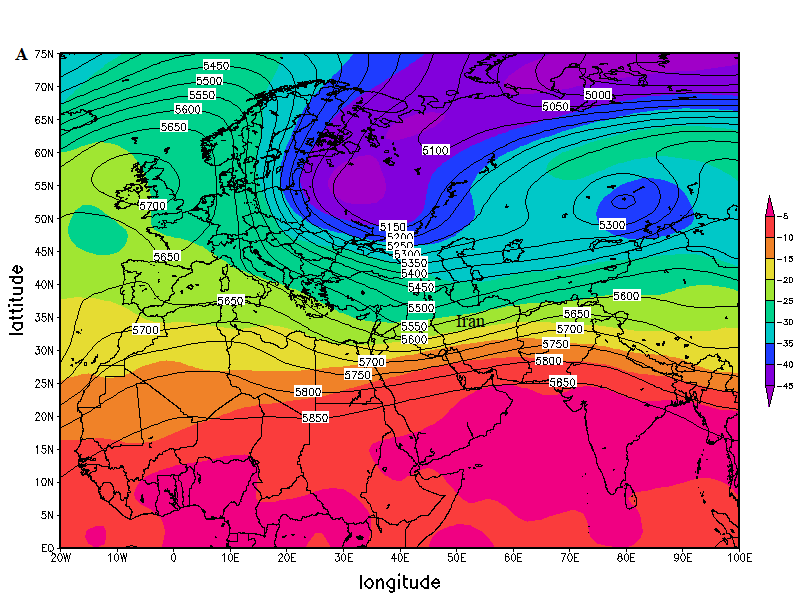 A
75N
70N
65N
60N
55N
50N
45N
40N
35N
30N
25N
20N
15N
10N
5N
EQ
20W
10W
0
10E
20E
30E
40E
50E
60E
70E
80E
90E
100E
longitude
lattitude
5450
5500
5550
5600
5650
5000
5050
5100
5700
5300
5150
5200
5250
5300
5350
5400
5450
5650
5650
5700
5500
5550
5600
5600
5650
5700
5750
5800
5850
Iran
5700
5750
5800
5850
-5
-10
-15
-20
-25
-30
-35
-40
-45